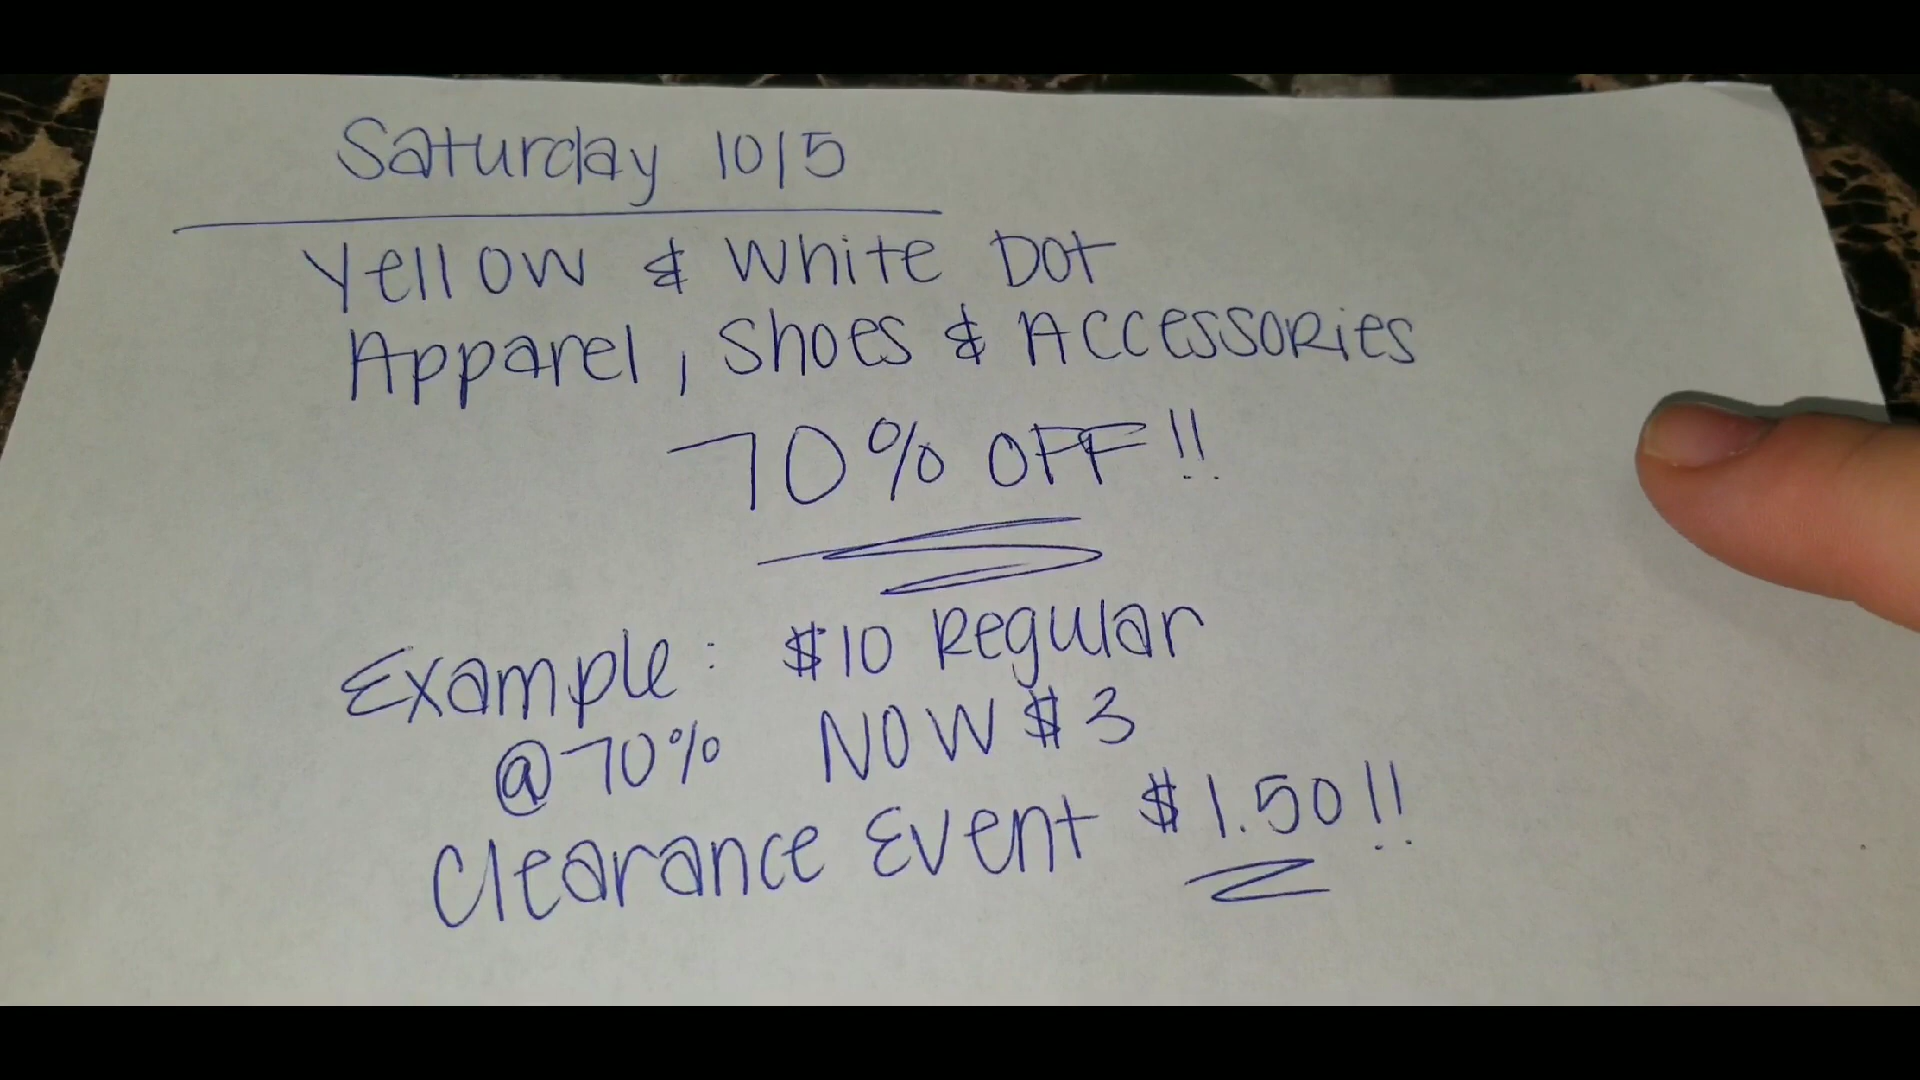 Saturday 10/5
Yellow & White Dot
Apparel, Shoes & Accessories
70% OFF!!
Example: $10 Regular
@70% NOW $3
Clearance Event $1.50!!